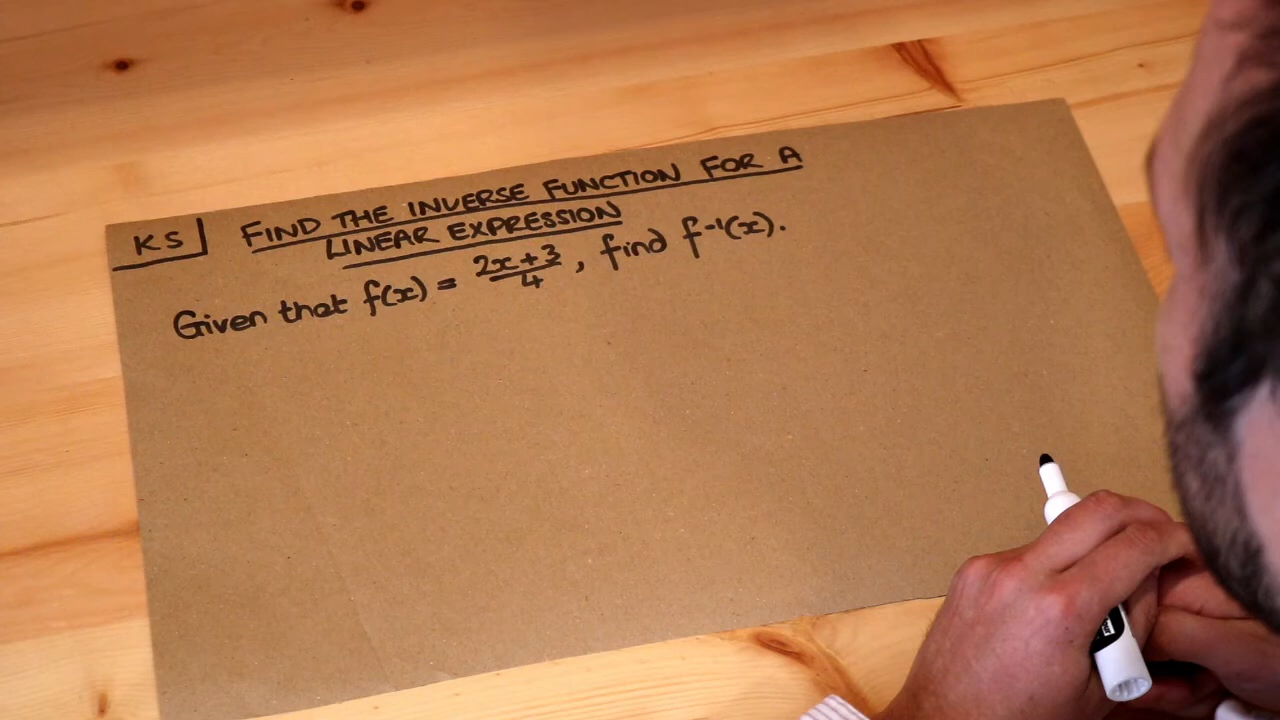 KS
FIND THE INVERSE FUNCTION FOR A
LINEAR EXPRESSION
Given that f(x) = 2x+3/4, find f⁻¹(x).